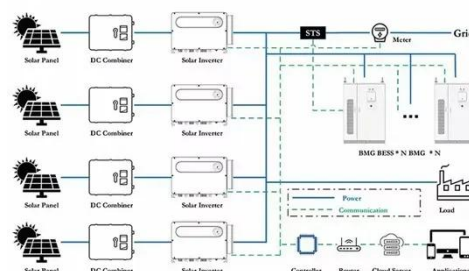 STS
Meter
Grid
Solar Panel
DC Combiner
Solar Inverter
Solar Panel
DC Combiner
Solar Inverter
BMG BESS * N BMG * N
Solar Panel
DC Combiner
Solar Inverter
Power
Communication
Load
Solar Panel
DC Combiner
Solar Inverter
Controller
Router
Cloud Server
Application